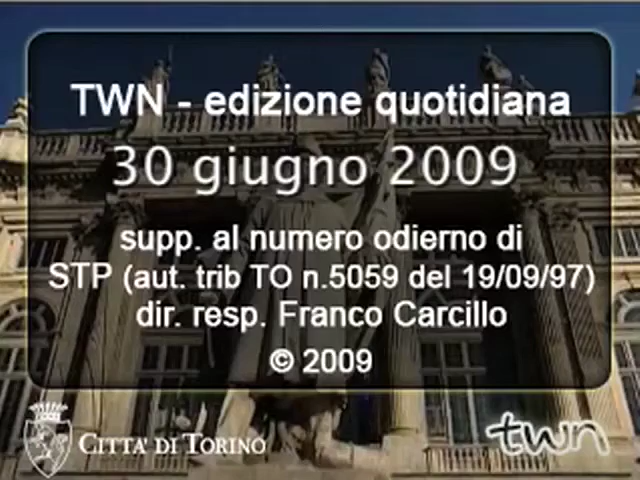 TWN - edizione quotidiana
30 giugno 2009
supp. al numero odierno di
STP (aut. trib TO n.5059 del 19/09/97)
dir. resp. Franco Carcillo
© 2009
CITTA' DI TORINO
twn